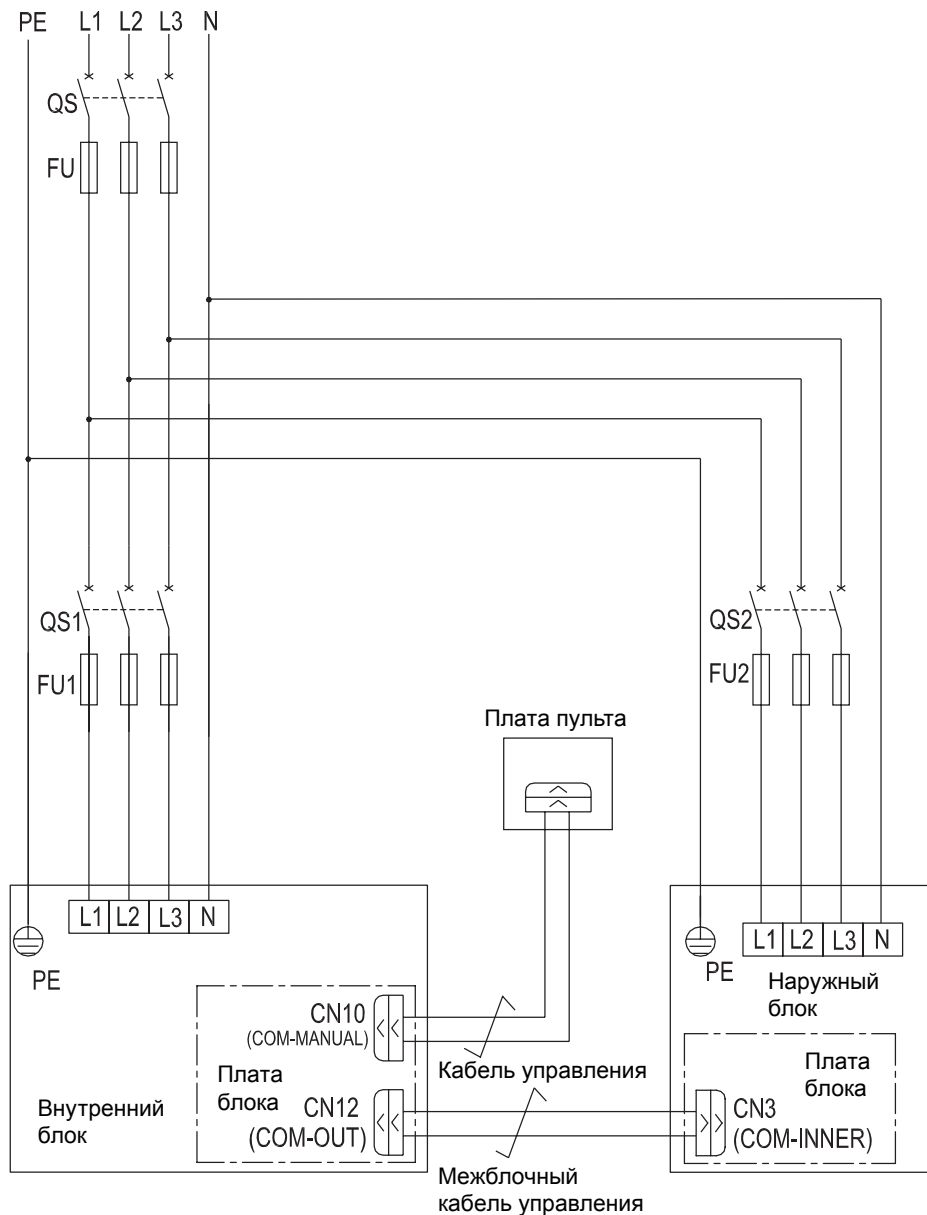 PE L1 L2 L3 N
QS
FU
QS1
FU1
QS2
FU2
Плата пульта
L1 L2 L3 N
PE
L1 L2 L3 N
PE
Наружный
блок
CN10
(COM-MANUAL)
Плата
блока
CN12
(COM-OUT)
Внутренний
блок
Кабель управления
Межблочный
кабель управления
Плата
блока
CN3
(COM-INNER)